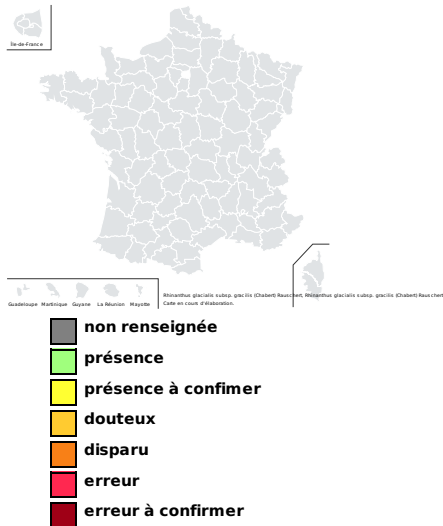 Île-de-France
Guadeloupe Martinique Guyane La Réunion Mayotte
Rhinanthus glacialis subsp. gracilis (Chabert) Rauschert, Rhinanthus glacialis subsp. gracilis (Chabert) Rauschert
Carte en cours d'élaboration.
non renseignée
présence
présence à confimer
douteux
disparu
erreur
erreur à confirmer